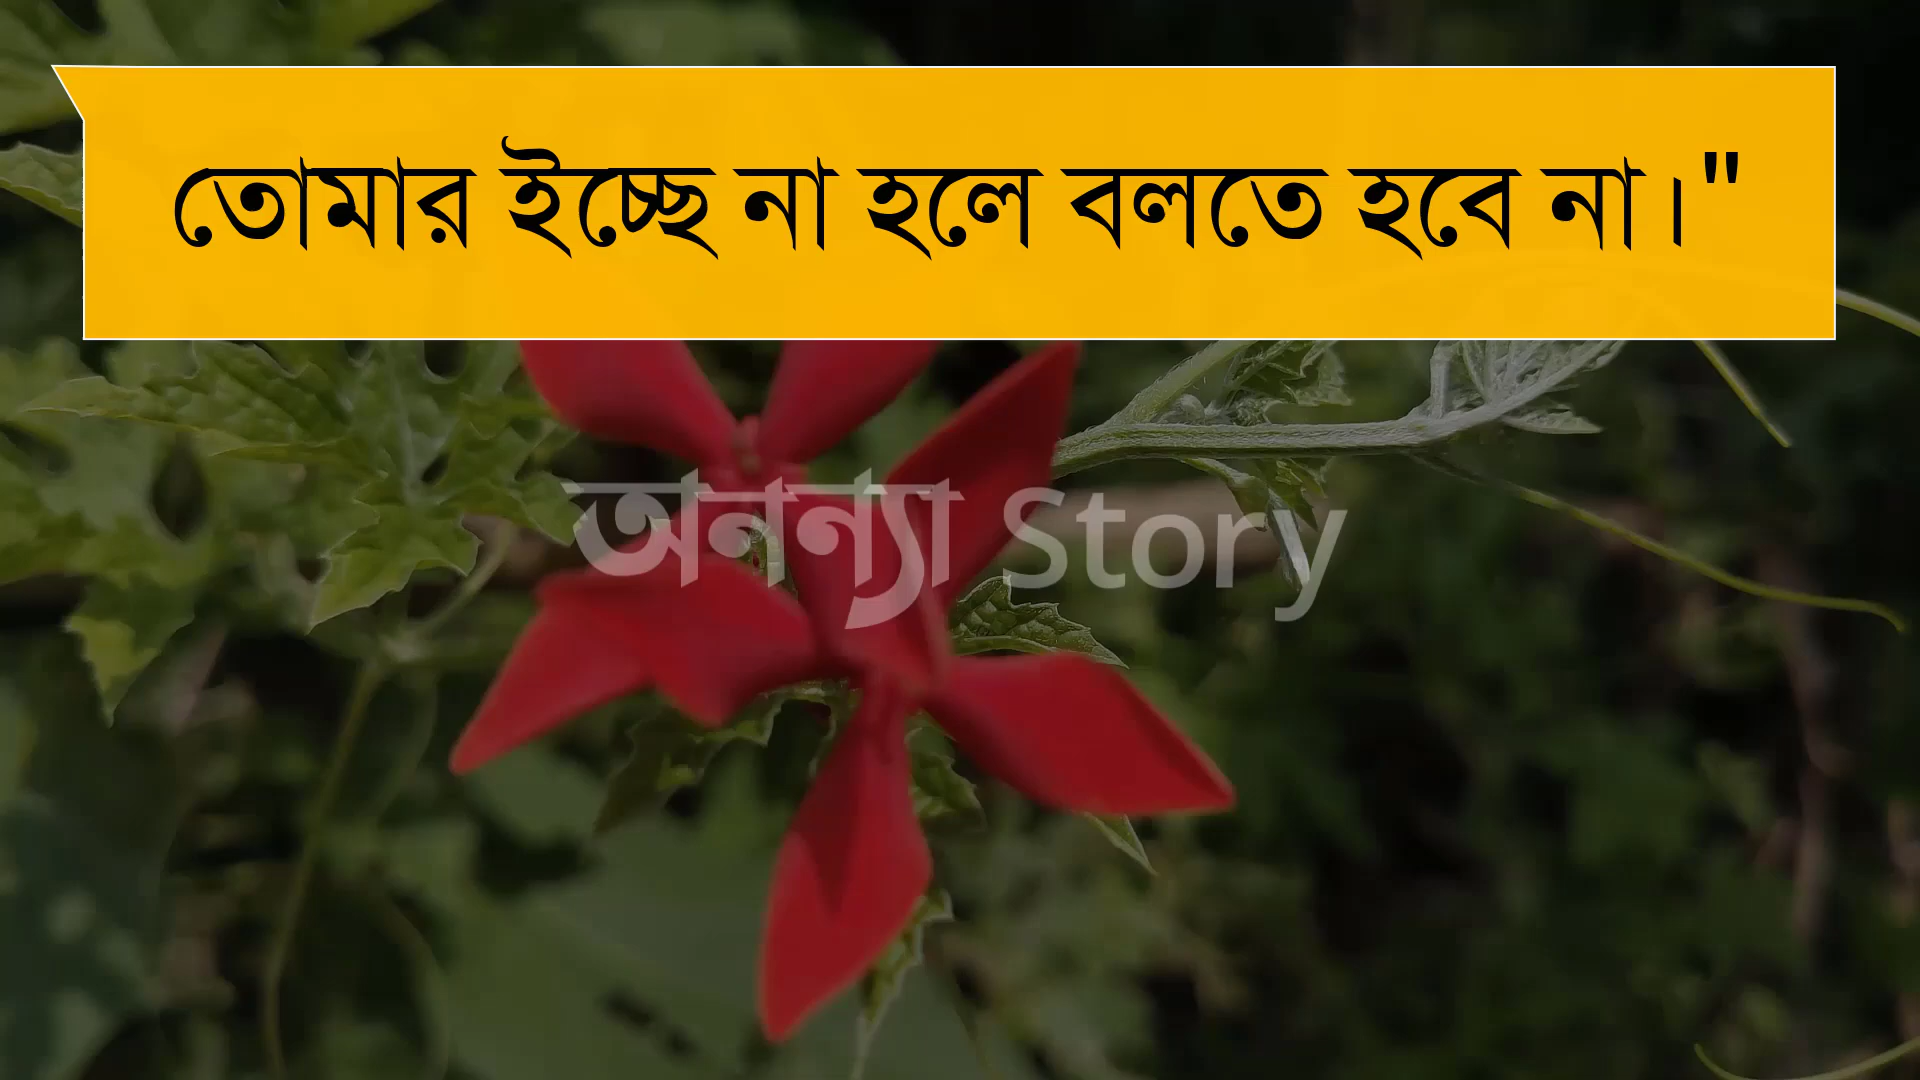 তোমার ইচ্ছে না হলে বলতে হবে না।"
অনন্যা Story